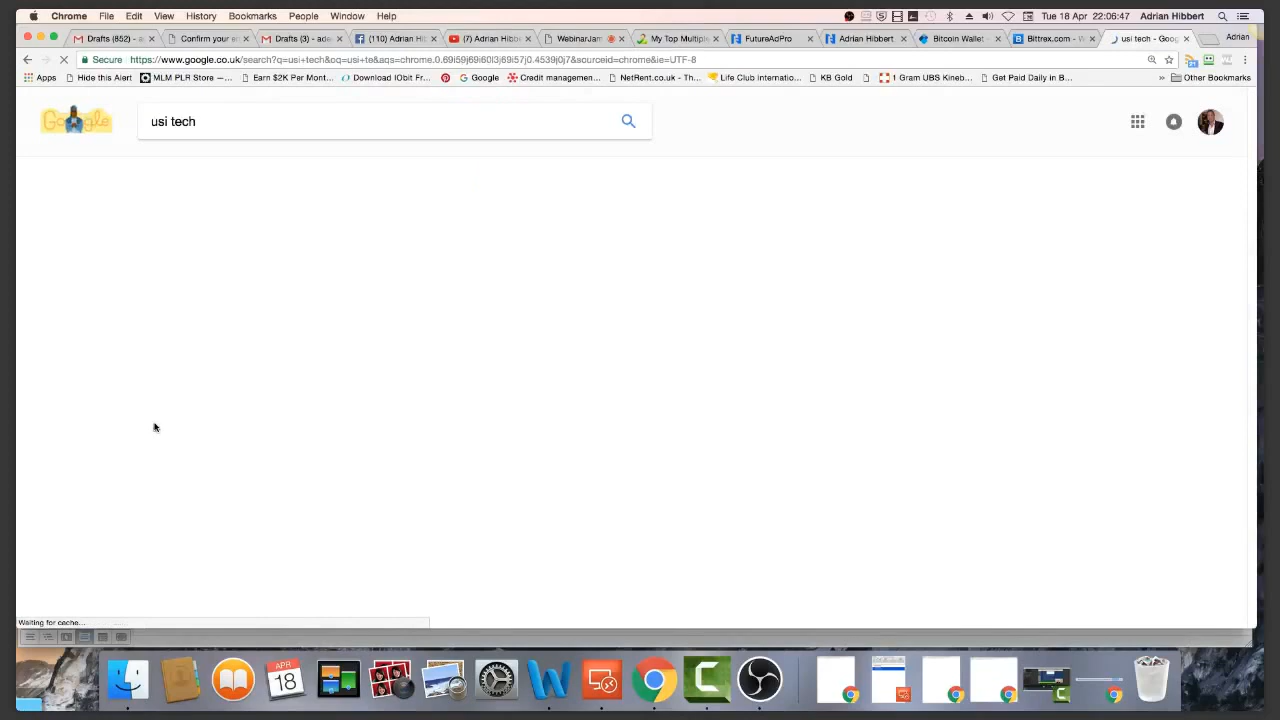 Chrome File Edit View History Bookmarks People Window Help Tue 18 Apr 22:06:47 Adrian Hibbert
Drafts (852) - a Confirm your e Drafts (3) - ade (110) Adrian Hi (7) Adrian Hibb WebinarJam My Top Multiple FutureAdPro Adrian Hibbert Bitcoin Wallet Bittrex.com - usi tech - Goo Adrian
Secure https://www.google.co.uk/search?q=usi+tech&oq=usi+te&aqs=chrome.0.69i59j69i60l3j69i57j0.4539j0j7&sourceid=chrome&ie=UTF-8
Apps Hide this Alert MLM PLR Store —... Earn $2K Per Mont... Download IObit Fr... Google Credit managemen... NetRent.co.uk - Th... Life Club internatio... KB Gold 1 Gram UBS Kineb... Get Paid Daily in B... » Other Bookmarks
Google usi tech
Waiting for cache...
APR
18